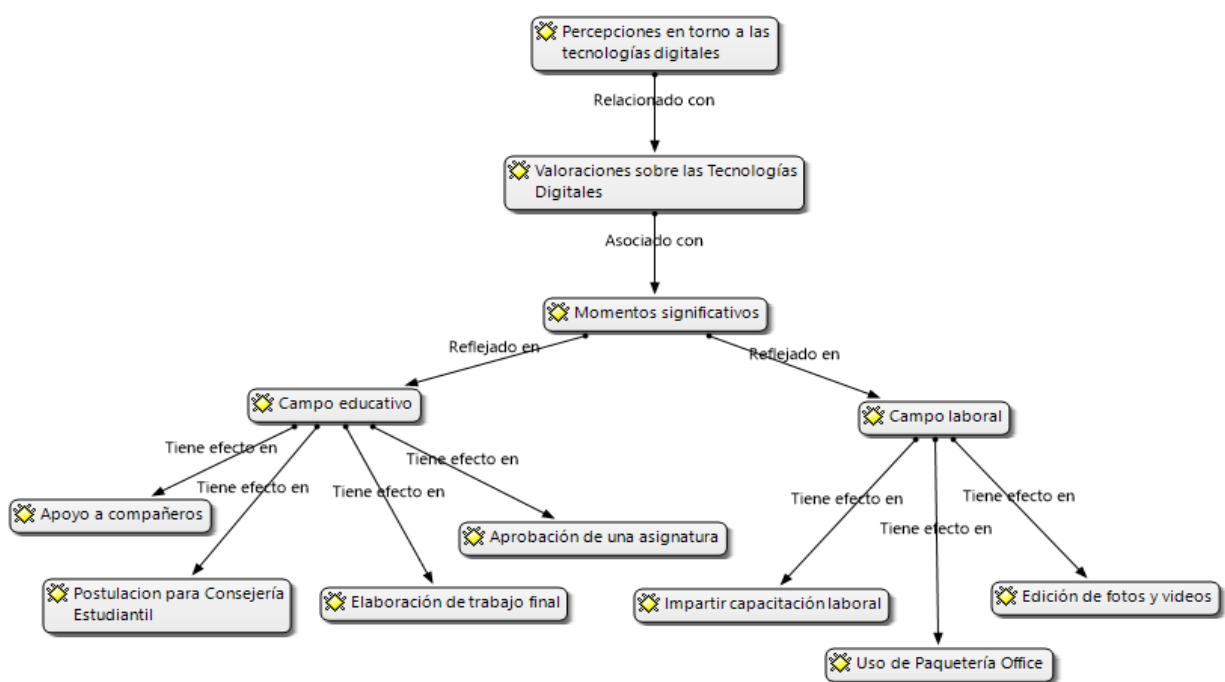 Percepciones en torno a las
tecnologías digitales
Relacionado con
Valoraciones sobre las Tecnologías
Digitales
Asociado con
Momentos significativos
Reflejado en
Reflejado en
Campo educativo
Campo laboral
Tiene efecto en
Tiene efecto en
Tiene efecto en
Tiene efecto en
Tiene efecto en
Tiene efecto en
Tiene efecto en
Apoyo a compañeros
Aprobación de una asignatura
Postulacion para Consejería
Estudiantil
Elaboración de trabajo final
Impartir capacitación laboral
Edición de fotos y videos
Uso de Paquetería Office